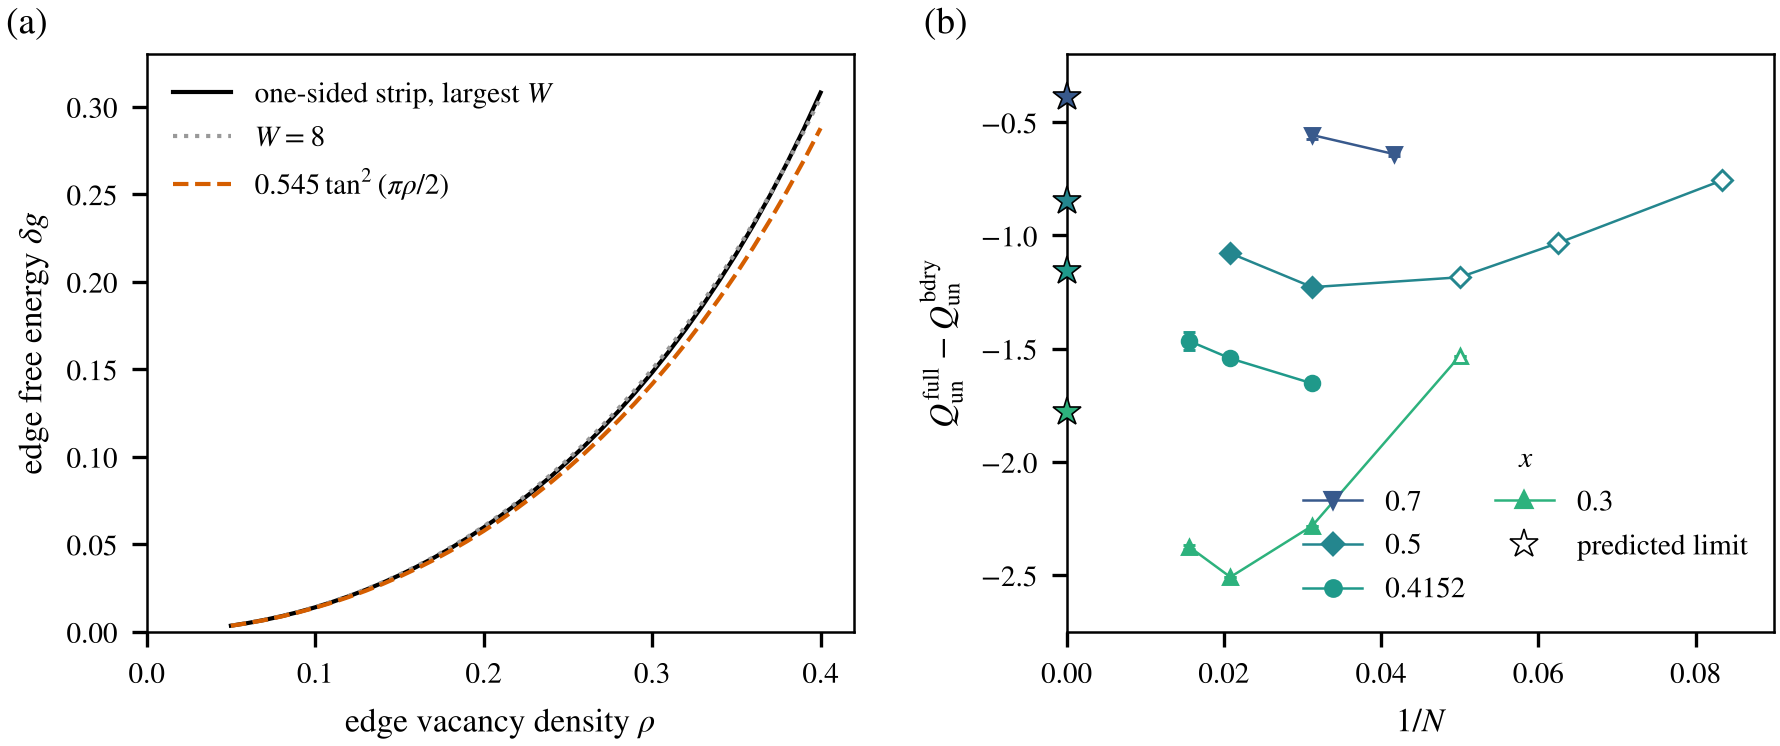 (a)
(b)
one-sided strip, largest W
W = 8
0.545 tan² (πρ/2)
edge free energy δg
0.30
0.25
0.20
0.15
0.10
0.05
0.00
0.0 0.1 0.2 0.3 0.4
edge vacancy density ρ
Q_un^full − Q_un^bdry
−0.5
−1.0
−1.5
−2.0
−2.5
x
0.7
0.5
0.4152
0.3
predicted limit
0.00 0.02 0.04 0.06 0.08
1/N